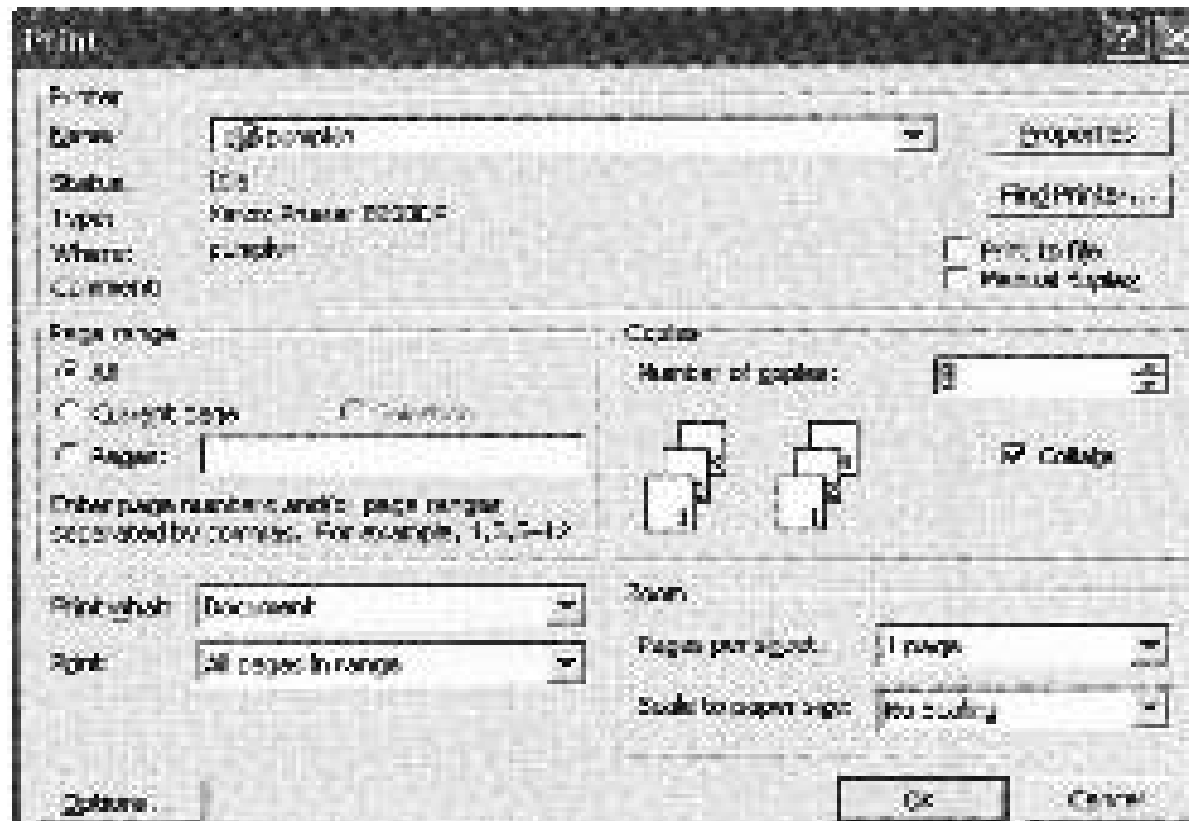 Print
Printer
Name:
Properties
Status:
Idle
Find Printer...
Type:
Xerox Phaser
Where:
Print to file
Comment:
Manual duplex
Page range
Copies
All
Number of copies:
Current page
Selection
Pages:
Collate
Enter page numbers and/or page ranges
separated by commas. For example, 1,3,5-12
Print what:
Document
Zoom
Print:
All pages in range
Pages per sheet:
1 page
Scale to paper size:
No Scaling
Options...
OK
Cancel